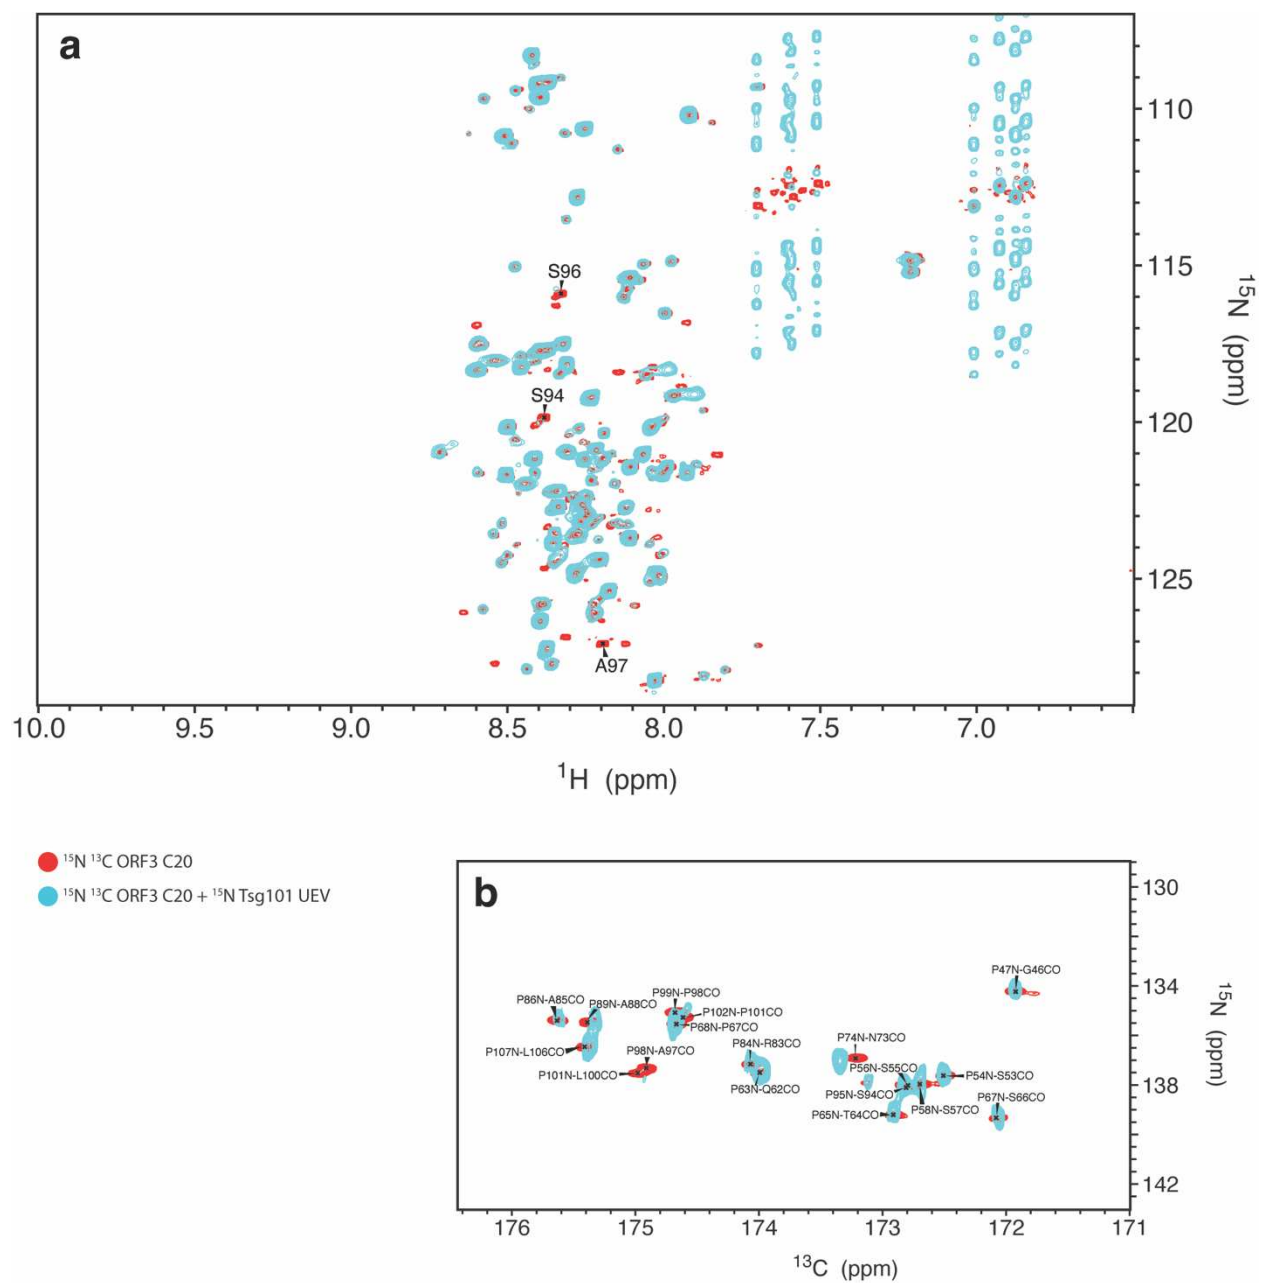 a
S96
S94
A97
110
115
120
125
¹⁵N (ppm)
10.0 9.5 9.0 8.5 8.0 7.5 7.0
¹H (ppm)
¹⁵N ¹³C ORF3 C20
¹⁵N ¹³C ORF3 C20 + ¹⁵N Tsg101 UEV
b
P47N-G46CO
P99N-P98CO
P86N-A85CO
P89N-A88CO
P102N-P101CO
P68N-P67CO
P74N-N73CO
P84N-R83CO
P107N-L106CO
P98N-A97CO
P56N-S55CO
P101N-L100CO
P54N-S53CO
P63N-Q62CO
P95N-S94CO
P67N-S66CO
P58N-S57CO
P65N-T64CO
130
134
138
142
¹⁵N (ppm)
176 175 174 173 172 171
¹³C (ppm)